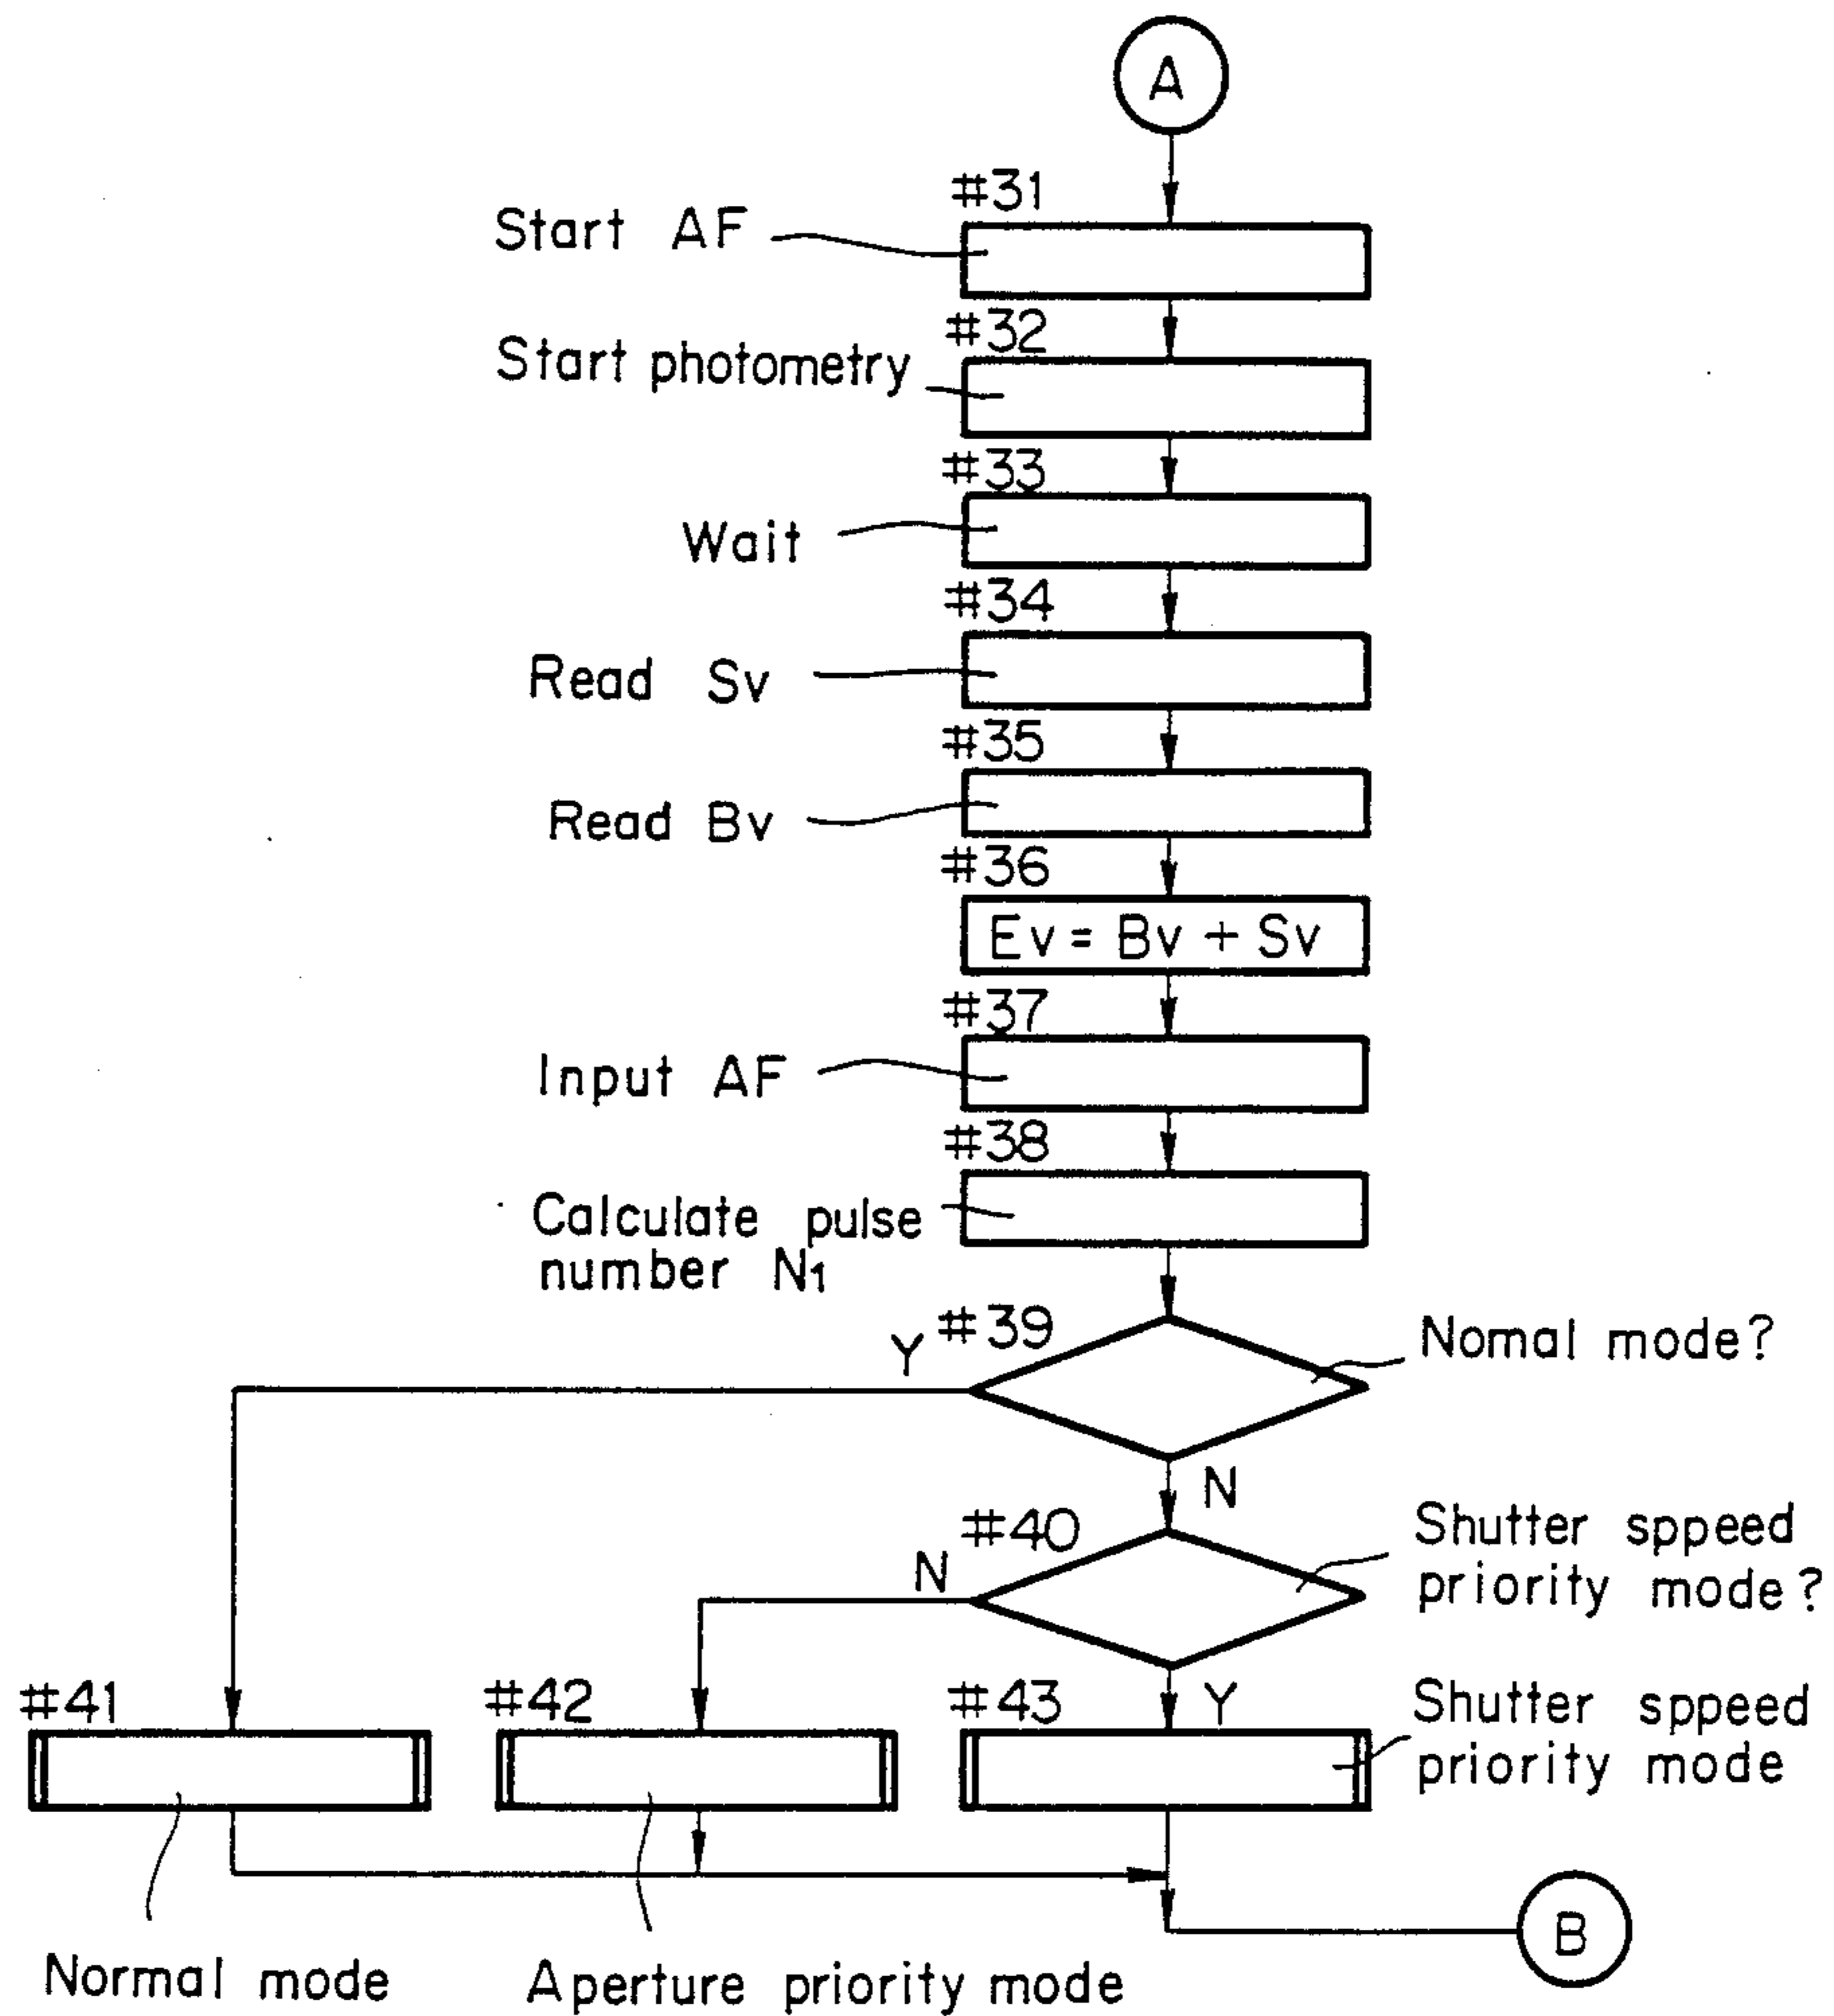 A
#31
Start AF
#32
Start photometry
#33
Wait
#34
Read Sv
#35
Read Bv
#36
Ev = Bv + Sv
#37
Input AF
#38
Calculate pulse
number N1
#39
Y
Nomal mode?
N
#40
N
Shutter sppeed
priority mode?
#41
#42
#43
Y
Shutter sppeed
priority mode
B
Normal mode
Aperture priority mode